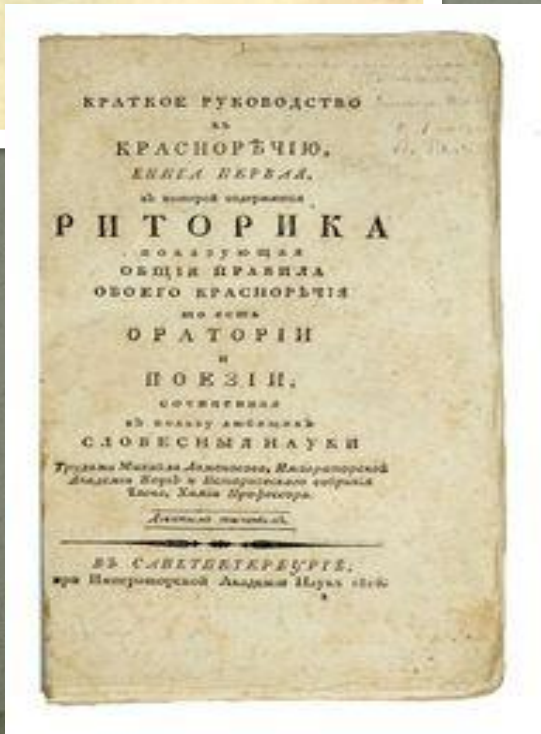 КРАТКОЕ РУКОВОДСТВО
КЪ
КРАСНОРѢЧІЮ,
КНИГА ПЕРВАЯ,
въ которой содержится
РИТОРИКА
показующая
ОБЩІЯ ПРАВИЛА
ОБОЕГО КРАСНОРѢЧІЯ
то есть
ОРАТОРІИ
и
ПОЕЗІИ,
сочиненная
въ пользу любящихъ
СЛОВЕСНЫЯ НАУКИ
Трудами Михайла Ломоносова, Императорской
Академіи Наукъ и Историческаго собранія
Члена, Химіи Профессора.
тисненіемъ
ВЪ САНКТПЕТЕРБУРГѢ,
при Императорской Академіи Наукъ